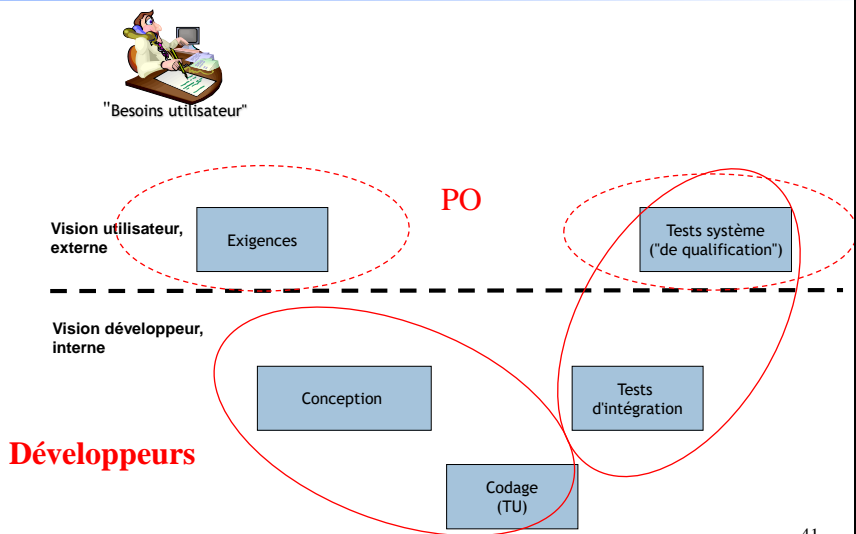 "Besoins utilisateur"
PO
Vision utilisateur,
externe
Exigences
Tests système
("de qualification")
Vision développeur,
interne
Conception
Tests
d'intégration
Développeurs
Codage
(TU)
41